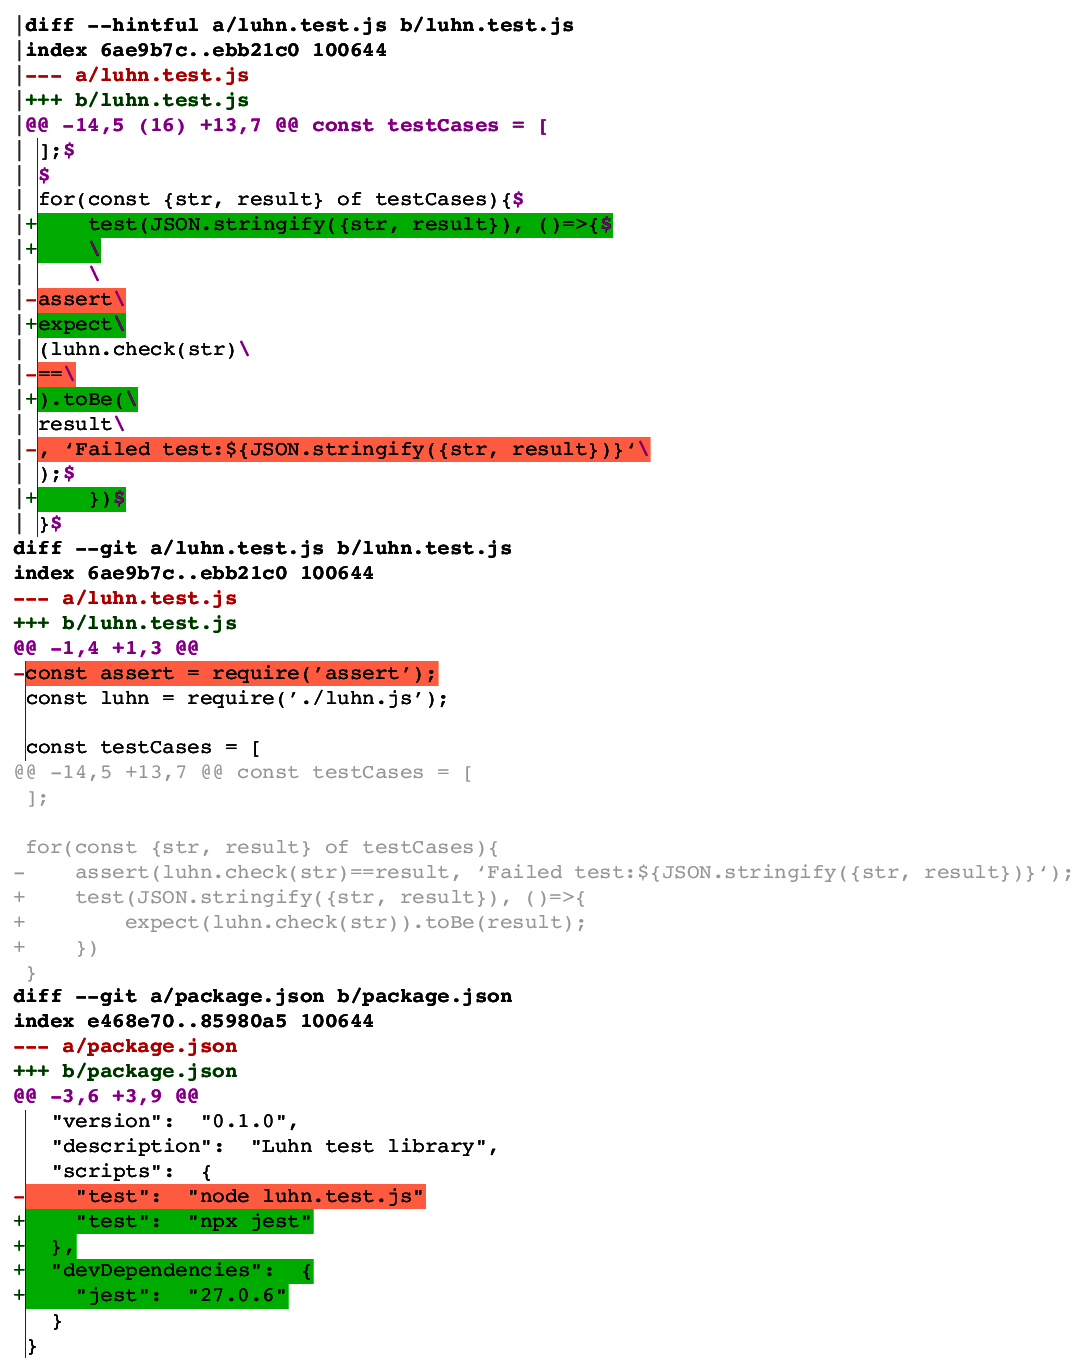 |diff --hintful a/luhn.test.js b/luhn.test.js
|index 6ae9b7c..ebb21c0 100644
|--- a/luhn.test.js
|+++ b/luhn.test.js
|@@ -14,5 (16) +13,7 @@ const testCases = [
| ];$
| $
| for(const {str, result} of testCases){$
|+    test(JSON.stringify({str, result}), ()=>{$
|+    \
|     \
|-assert\
|+expect\
| (luhn.check(str)\
|-==\
|+).toBe(\
| result\
|-, ‘Failed test:${JSON.stringify({str, result})}‘\
| );$
|+    })$
| }$
diff --git a/luhn.test.js b/luhn.test.js
index 6ae9b7c..ebb21c0 100644
--- a/luhn.test.js
+++ b/luhn.test.js
@@ -1,4 +1,3 @@
-const assert = require(’assert’);
 const luhn = require(’./luhn.js’);
 const testCases = [
@@ -14,5 +13,7 @@ const testCases = [
 ];
 for(const {str, result} of testCases){
-    assert(luhn.check(str)==result, ‘Failed test:${JSON.stringify({str, result})}‘);
+    test(JSON.stringify({str, result}), ()=>{
+        expect(luhn.check(str)).toBe(result);
+    })
 }
diff --git a/package.json b/package.json
index e468e70..85980a5 100644
--- a/package.json
+++ b/package.json
@@ -3,6 +3,9 @@
   "version":  "0.1.0",
   "description":  "Luhn test library",
   "scripts":  {
-    "test":  "node luhn.test.js"
+    "test":  "npx jest"
+  },
+  "devDependencies":  {
+    "jest":  "27.0.6"
   }
 }